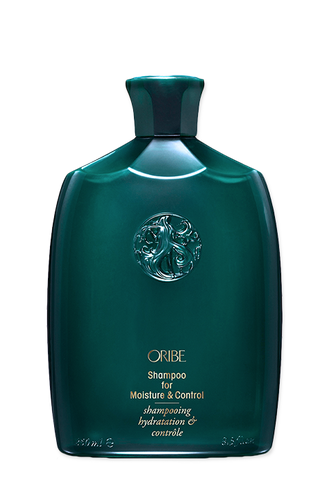 ORIBE
Shampoo
for
Moisture & Control
shampooing
hydratation &
contrôle